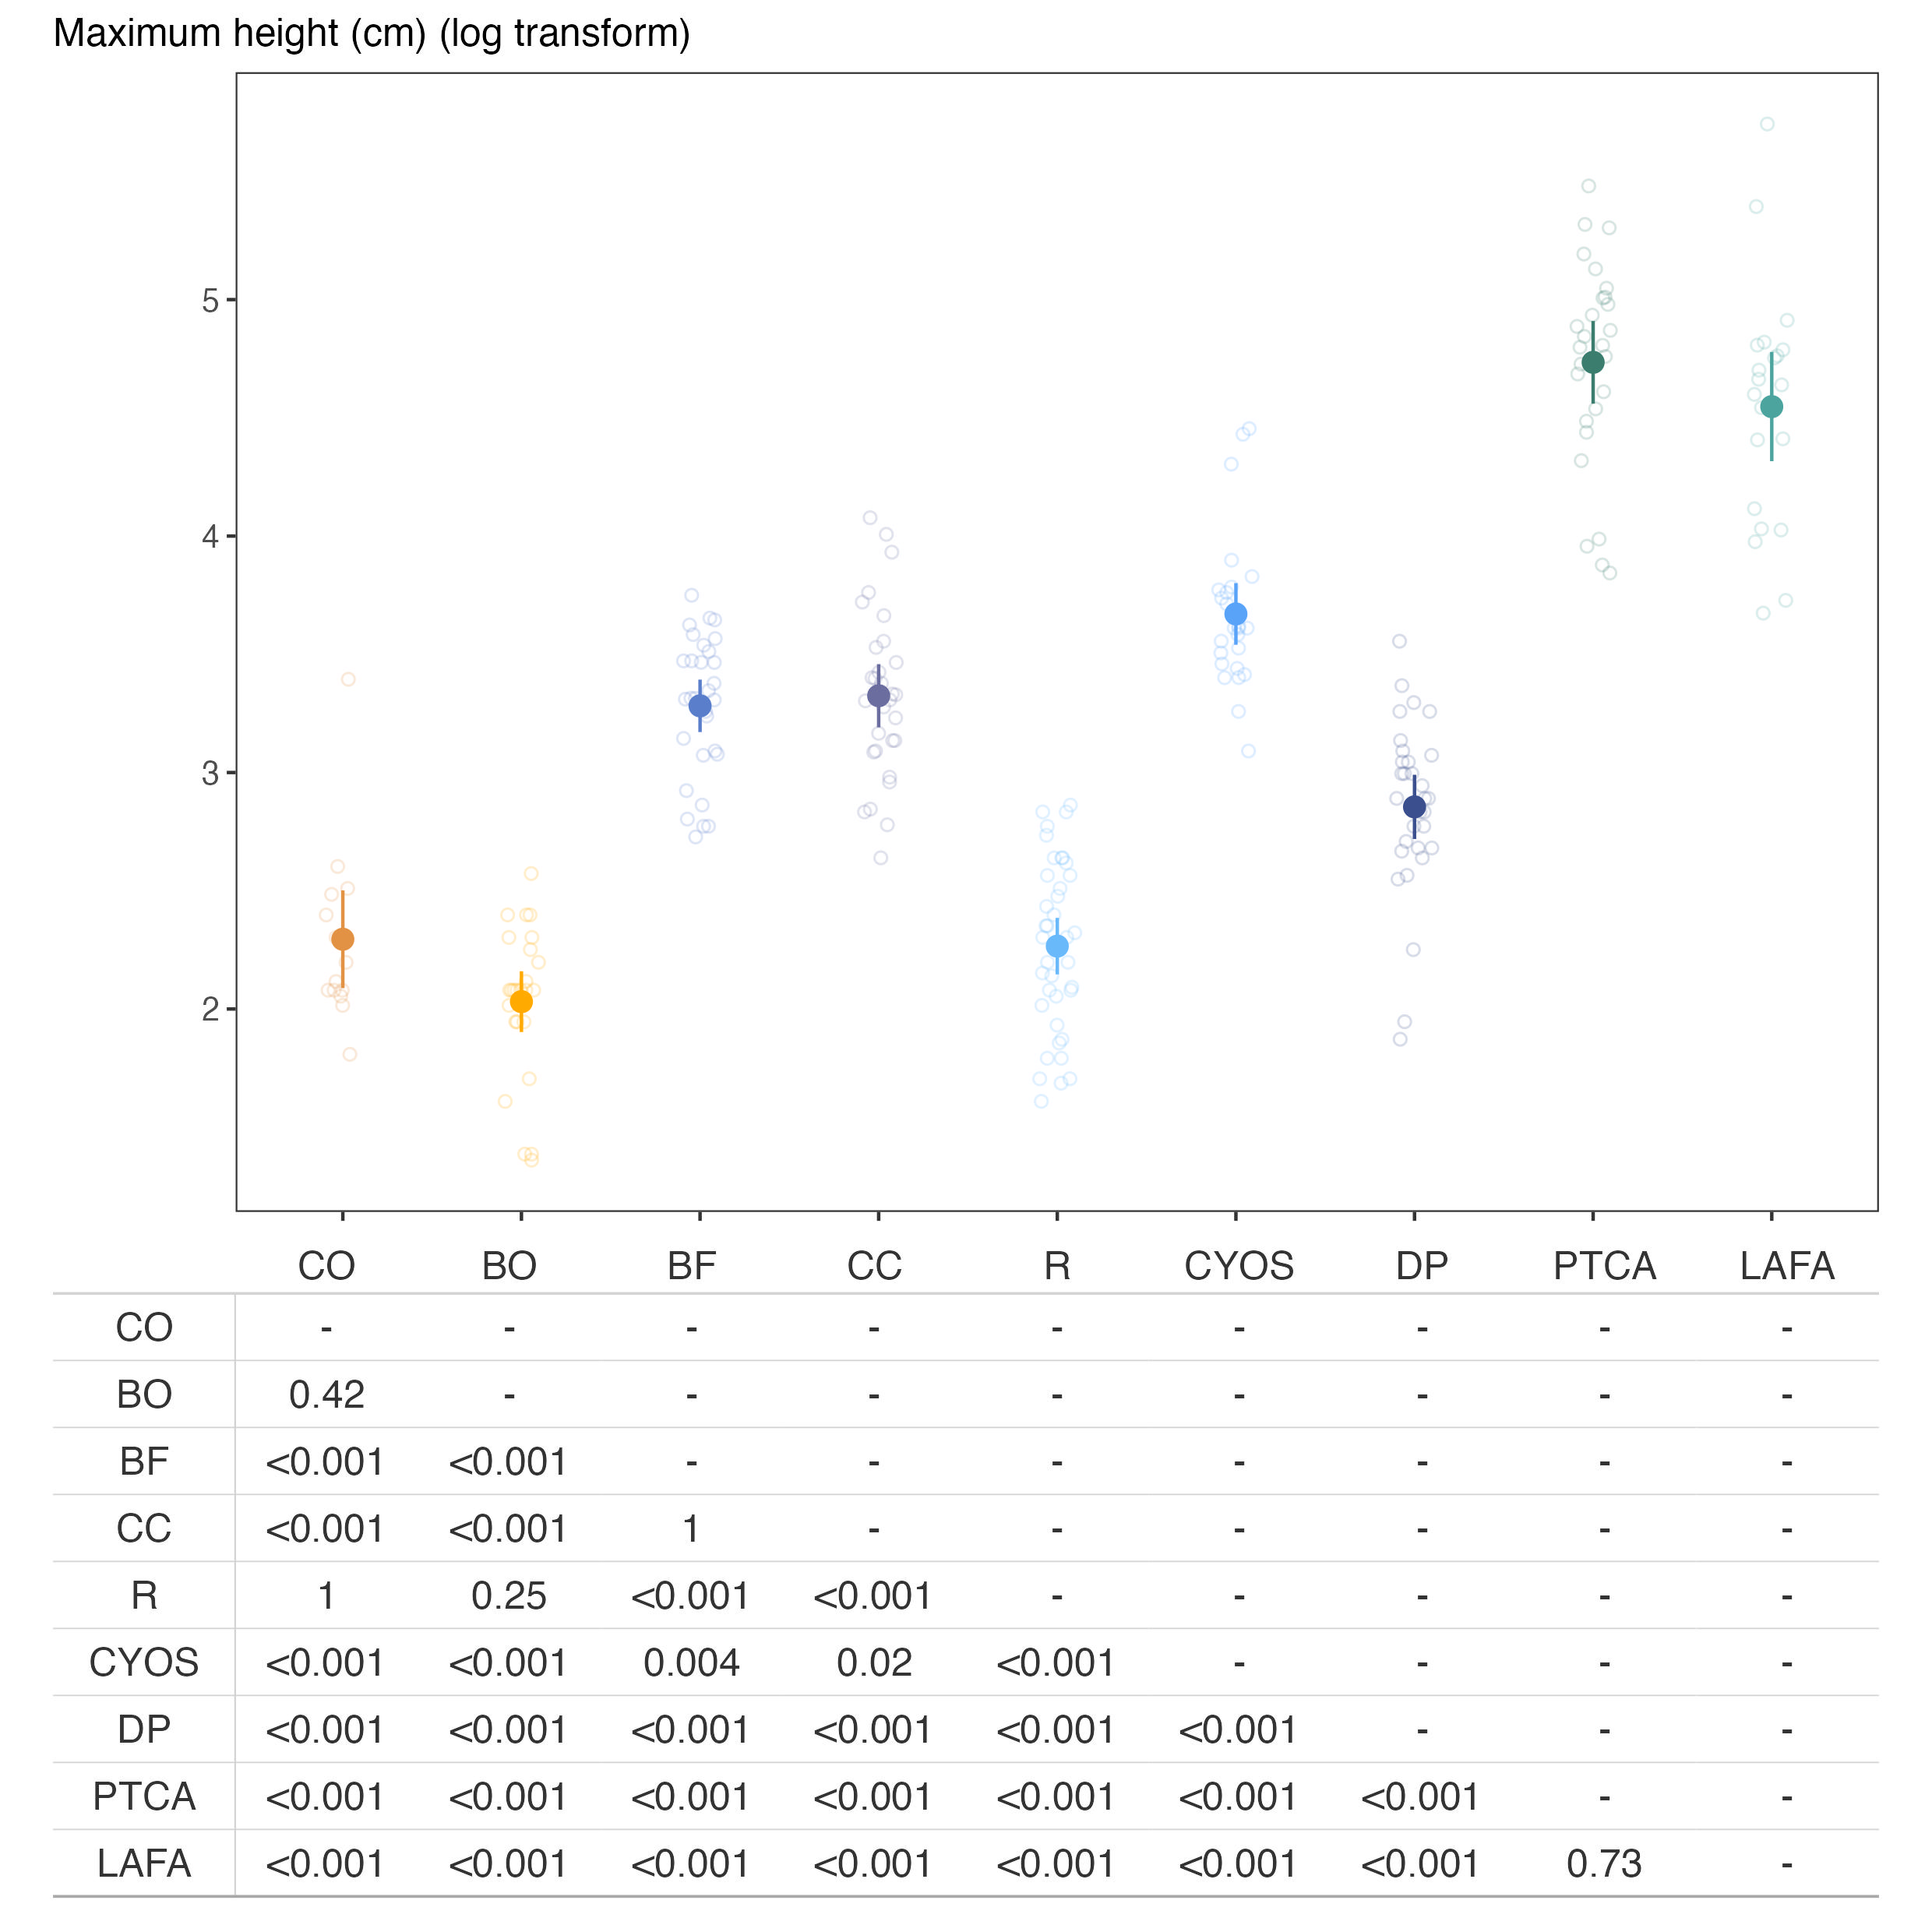 Maximum height (cm) (log transform)
5
4
3
2
CO BO BF CC R CYOS DP PTCA LAFA
CO - - - - - - - - -
BO 0.42 - - - - - - - -
BF <0.001 <0.001 - - - - - - -
CC <0.001 <0.001 1 - - - - - -
R 1 0.25 <0.001 <0.001 - - - - -
CYOS <0.001 <0.001 0.004 0.02 <0.001 - - - -
DP <0.001 <0.001 <0.001 <0.001 <0.001 <0.001 - - -
PTCA <0.001 <0.001 <0.001 <0.001 <0.001 <0.001 <0.001 - -
LAFA <0.001 <0.001 <0.001 <0.001 <0.001 <0.001 <0.001 0.73 -